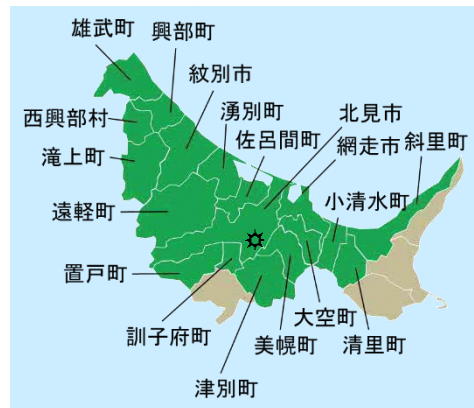 雄武町
興部町
紋別市
湧別町
北見市
西興部村
佐呂間町
網走市
斜里町
滝上町
小清水町
遠軽町
置戸町
大空町
訓子府町
美幌町
清里町
津別町